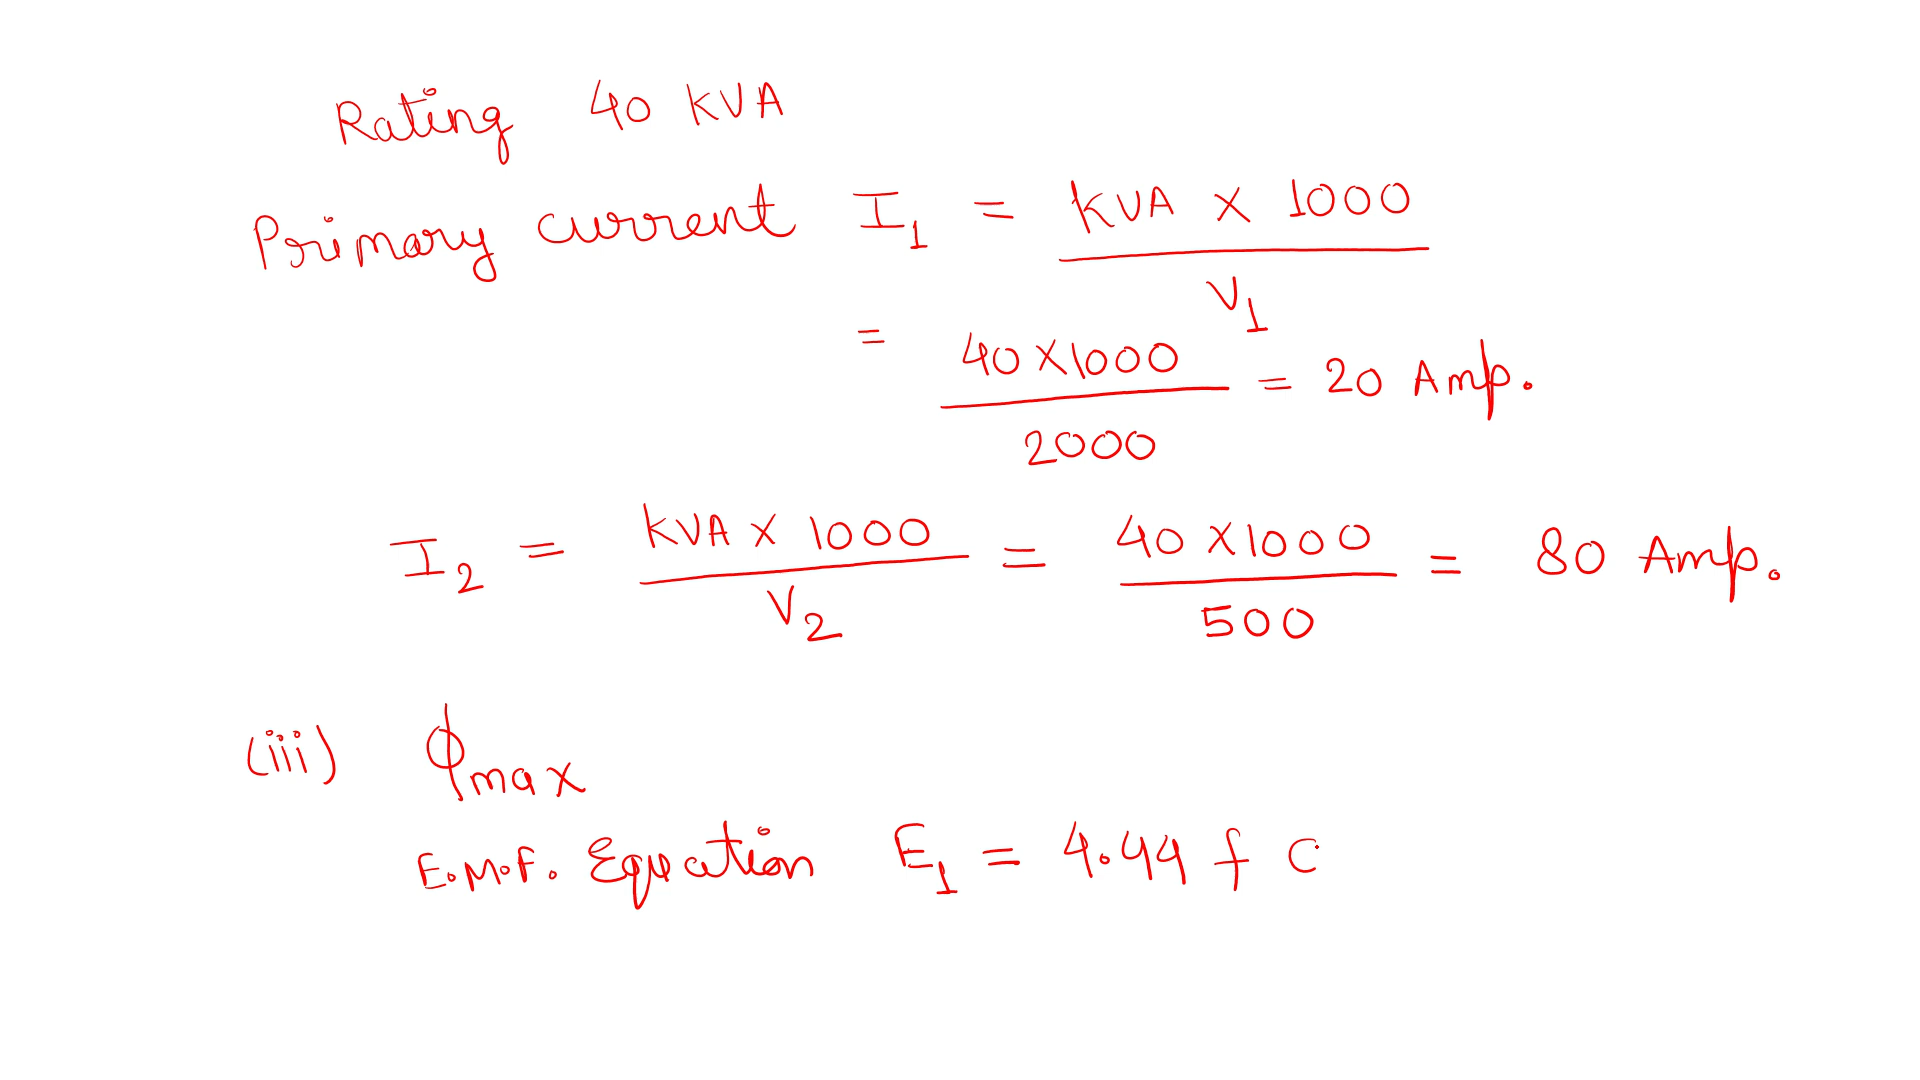 Rating 40 KVA
Primary current I₁ = KVA X 1000 / V₁
= 40 X 1000 / 2000 = 20 Amp.
I₂ = KVA X 1000 / V₂ = 40 X 1000 / 500 = 80 Amp.
(iii) ϕmax
E.M.F. Equation E₁ = 4.44 f C